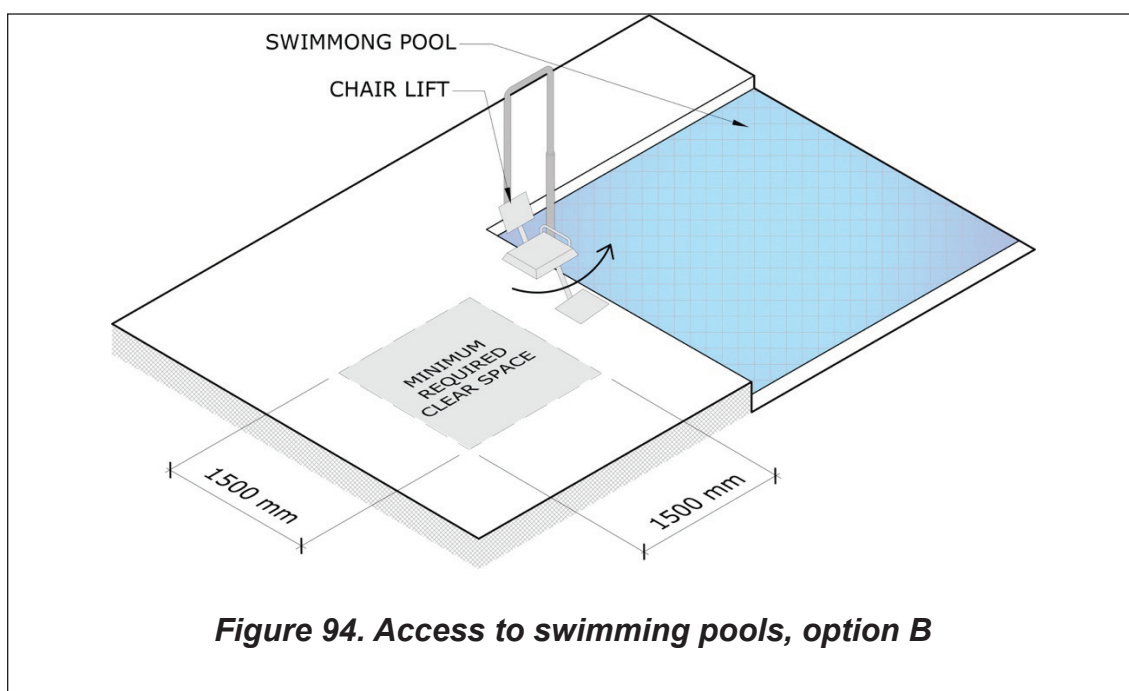 SWIMMONG POOL
CHAIR LIFT
MINIMUM
REQUIRED
CLEAR SPACE
1500 mm
1500 mm
Figure 94. Access to swimming pools, option B